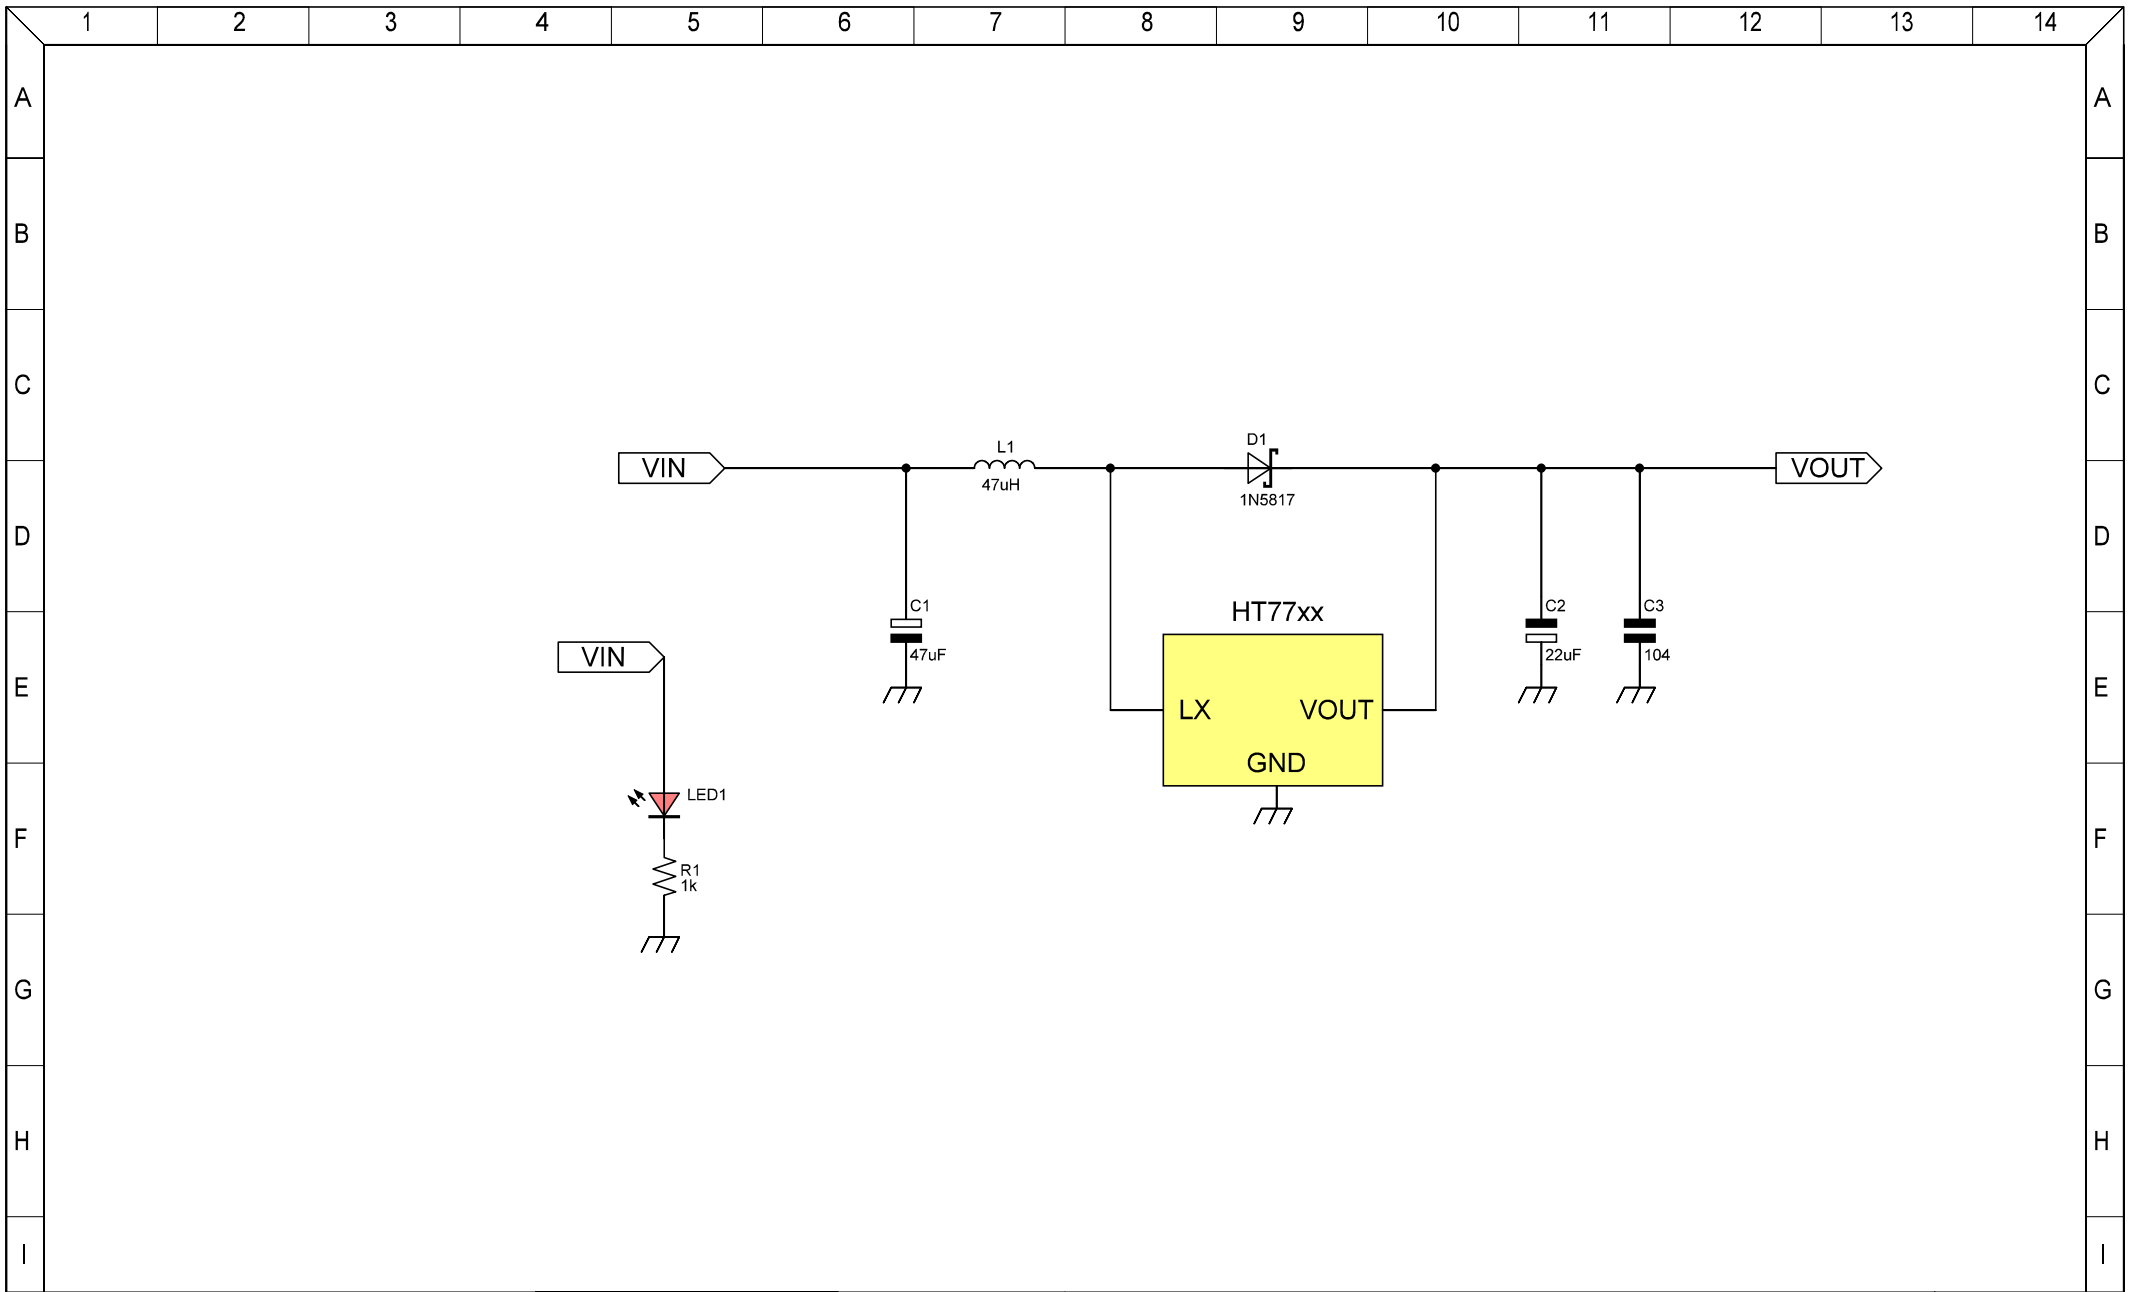 1 2 3 4 5 6 7 8 9 10 11 12 13 14
A A
B B
C C
D1
L1
VIN VOUT
47uH
1N5817
D D
C1 C2 C3
HT77xx
47uF 22uF 104
VIN
E E
LX VOUT
GND
LED1
F F
R1
1k
G G
H H
I I